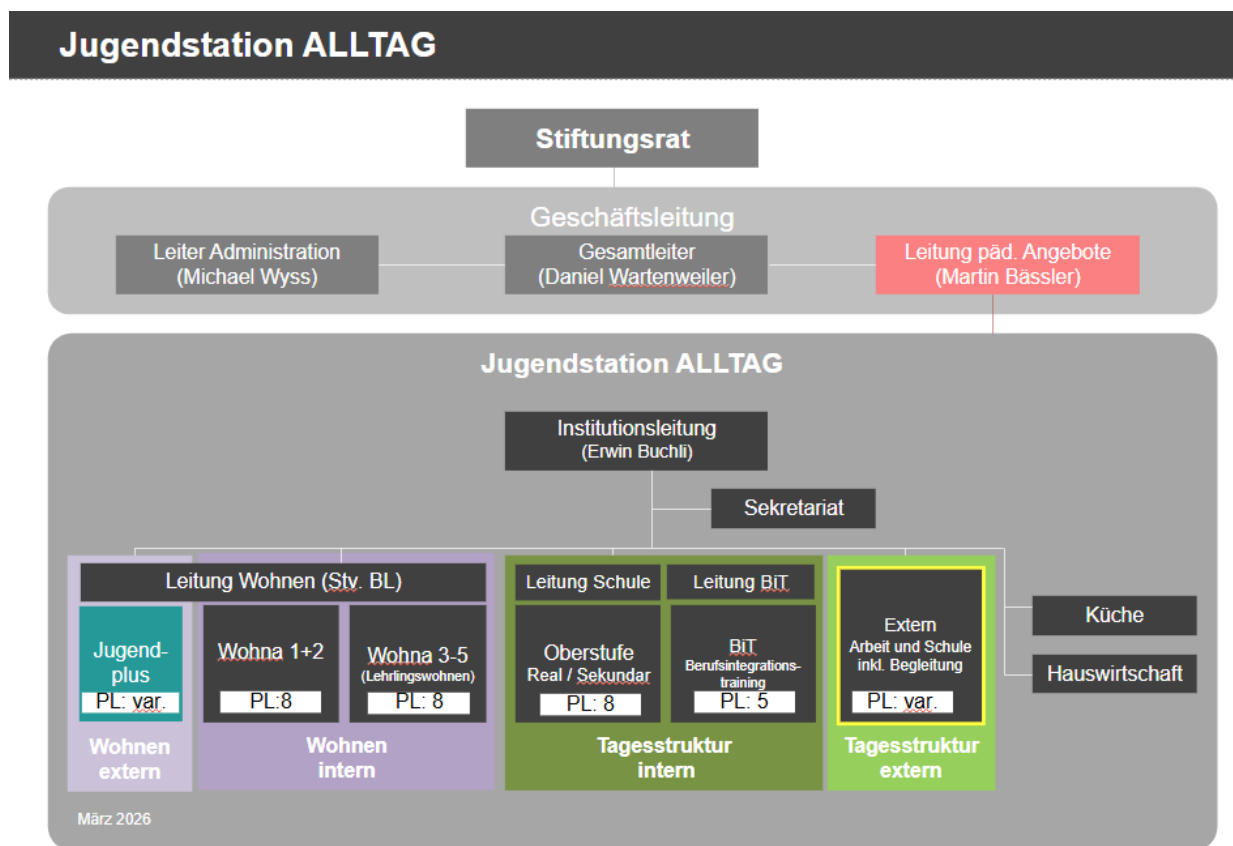 Jugendstation ALLTAG
Stiftungsrat
Geschäftsleitung
Leiter Administration
(Michael Wyss)
Gesamtleiter
(Daniel Wartenweiler)
Leitung päd. Angebote
(Martin Bässler)
Jugendstation ALLTAG
Institutionsleitung
(Erwin Buchli)
Sekretariat
Leitung Wohnen (Stv. BL)
Leitung Schule
Leitung BiT
Jugend-
plus
PL: var.
Wohna 1+2
PL:8
Wohna 3-5
(Lehrlingswohnen)
PL: 8
Oberstufe
Real / Sekundar
PL: 8
BiT
Berufsintegrations-
training
PL: 5
Extern
Arbeit und Schule
inkl. Begleitung
PL: var.
Küche
Hauswirtschaft
Wohnen
extern
Wohnen
intern
Tagesstruktur
intern
Tagesstruktur
extern
März 2026